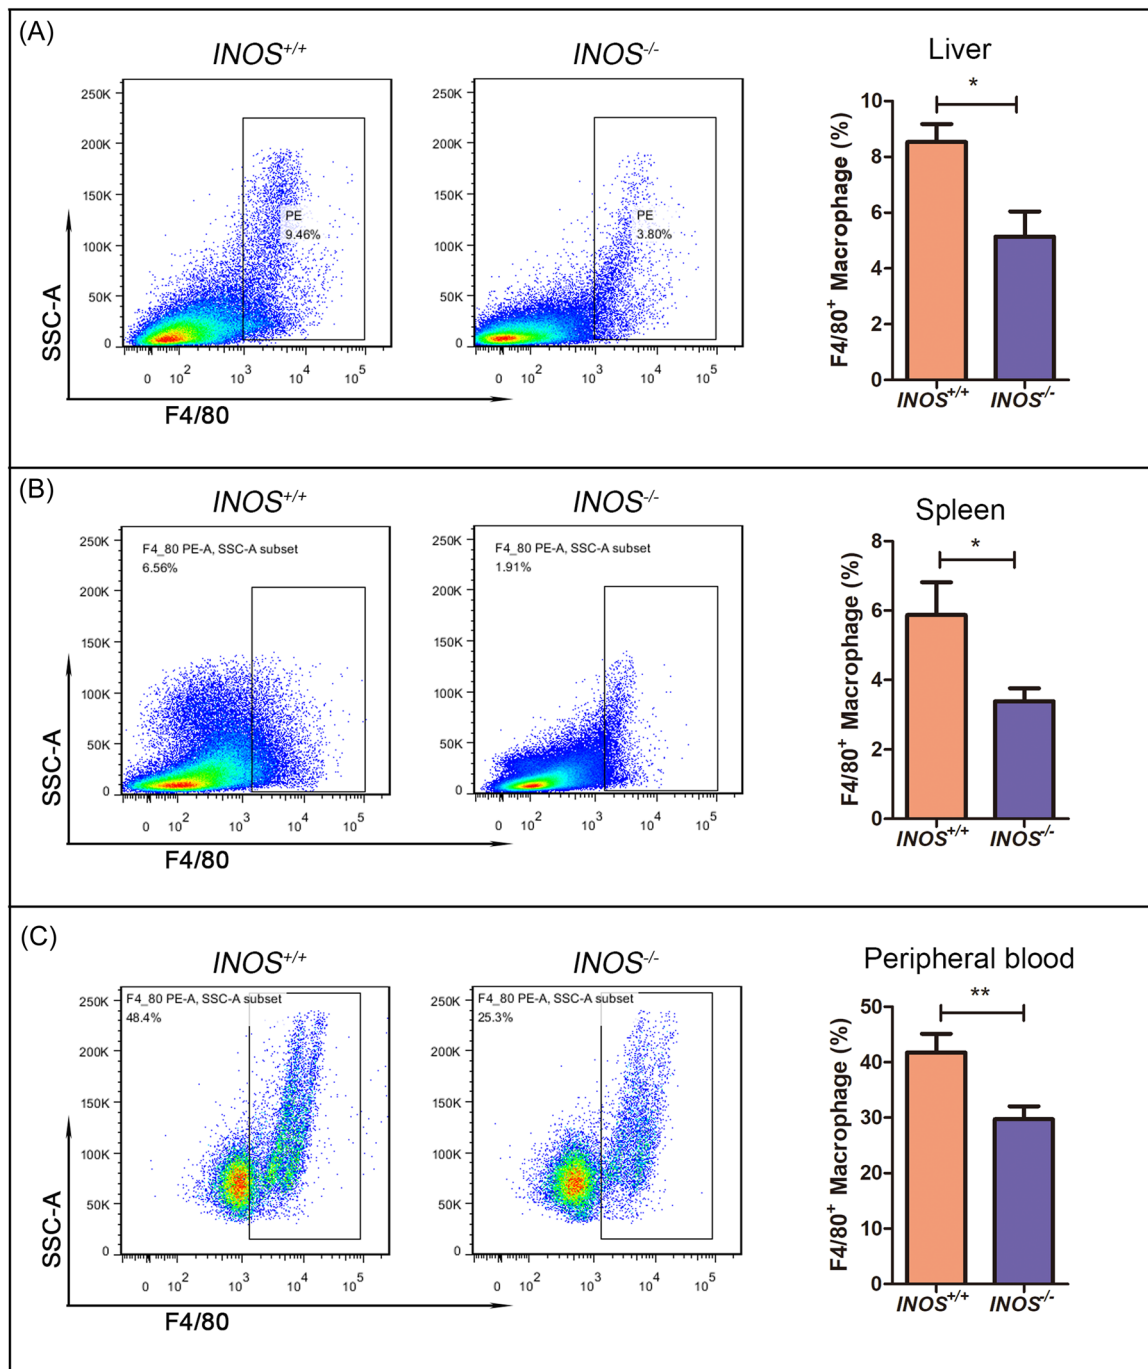 (A)
INOS+/+
INOS-/-
Liver
250K
200K
150K
100K
50K
0
PE
9.46%
0 10² 10³ 10⁴ 10⁵
250K
200K
150K
100K
50K
0
PE
3.80%
0 10² 10³ 10⁴ 10⁵
SSC-A
F4/80
*
F4/80+ Macrophage (%)
10
8
6
4
2
0
INOS+/+ INOS-/-
(B)
INOS+/+
INOS-/-
Spleen
F4_80 PE-A, SSC-A subset
6.56%
250K
200K
150K
100K
50K
0
0 10² 10³ 10⁴ 10⁵
F4_80 PE-A, SSC-A subset
1.91%
250K
200K
150K
100K
50K
0
0 10² 10³ 10⁴ 10⁵
SSC-A
F4/80
*
F4/80+ Macrophage (%)
8
6
4
2
0
INOS+/+ INOS-/-
(C)
INOS+/+
INOS-/-
Peripheral blood
F4_80 PE-A, SSC-A subset
48.4%
250K
200K
150K
100K
50K
0
0 10² 10³ 10⁴ 10⁵
F4_80 PE-A, SSC-A subset
25.3%
250K
200K
150K
100K
50K
0
0 10² 10³ 10⁴ 10⁵
SSC-A
F4/80
**
F4/80+ Macrophage (%)
50
40
30
20
10
0
INOS+/+ INOS-/-